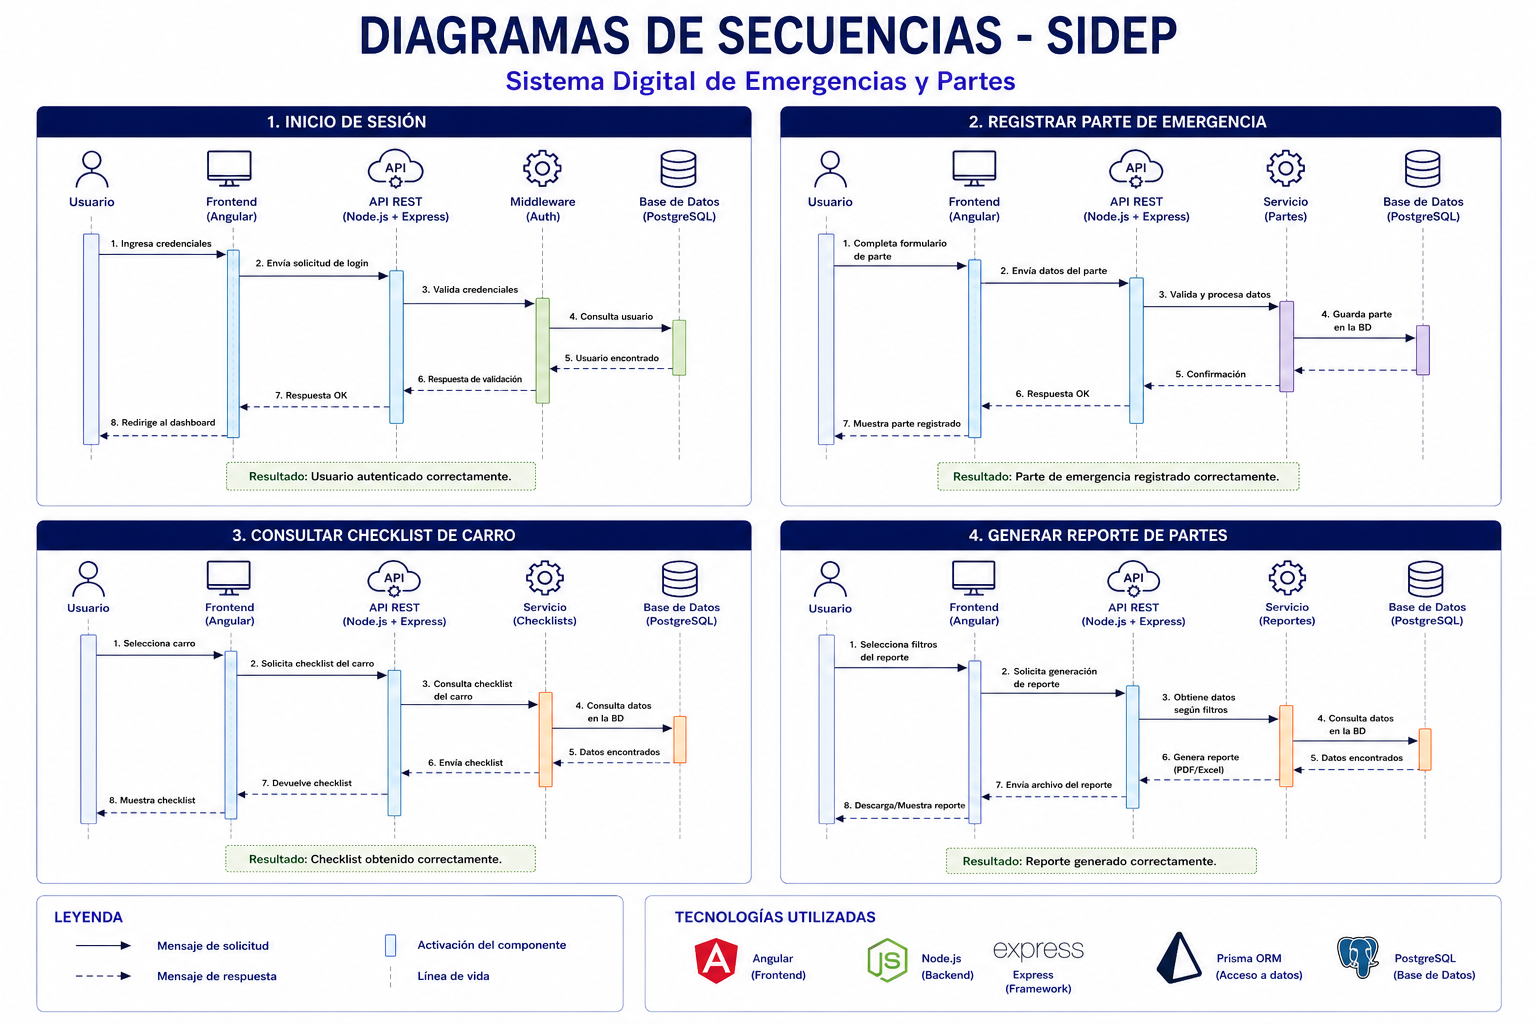 DIAGRAMAS DE SECUENCIAS - SIDEP
Sistema Digital de Emergencias y Partes
1. INICIO DE SESIÓN
Usuario
Frontend
(Angular)
API
API REST
(Node.js + Express)
Middleware
(Auth)
Base de Datos
(PostgreSQL)
1. Ingresa credenciales
2. Envía solicitud de login
3. Valida credenciales
4. Consulta usuario
5. Usuario encontrado
6. Respuesta de validación
7. Respuesta OK
8. Redirige al dashboard
Resultado: Usuario autenticado correctamente.
2. REGISTRAR PARTE DE EMERGENCIA
Usuario
Frontend
(Angular)
API
API REST
(Node.js + Express)
Servicio
(Partes)
Base de Datos
(PostgreSQL)
1. Completa formulario
de parte
2. Envía datos del parte
3. Valida y procesa datos
4. Guarda parte
en la BD
5. Confirmación
6. Respuesta OK
7. Muestra parte registrado
Resultado: Parte de emergencia registrado correctamente.
3. CONSULTAR CHECKLIST DE CARRO
Usuario
Frontend
(Angular)
API
API REST
(Node.js + Express)
Servicio
(Checklists)
Base de Datos
(PostgreSQL)
1. Selecciona carro
2. Solicita checklist del carro
3. Consulta checklist
del carro
4. Consulta datos
en la BD
5. Datos encontrados
6. Envía checklist
7. Devuelve checklist
8. Muestra checklist
Resultado: Checklist obtenido correctamente.
4. GENERAR REPORTE DE PARTES
Usuario
Frontend
(Angular)
API
API REST
(Node.js + Express)
Servicio
(Reportes)
Base de Datos
(PostgreSQL)
1. Selecciona filtros
del reporte
2. Solicita generación
de reporte
3. Obtiene datos
según filtros
4. Consulta datos
en la BD
5. Datos encontrados
6. Genera reporte
(PDF/Excel)
7. Envía archivo del reporte
8. Descarga/Muestra reporte
Resultado: Reporte generado correctamente.
LEYENDA
Mensaje de solicitud
Activación del componente
Mensaje de respuesta
Línea de vida
TECNOLOGÍAS UTILIZADAS
A
Angular
(Frontend)
JS
Node.js
(Backend)
express
Express
(Framework)
Prisma ORM
(Acceso a datos)
PostgreSQL
(Base de Datos)